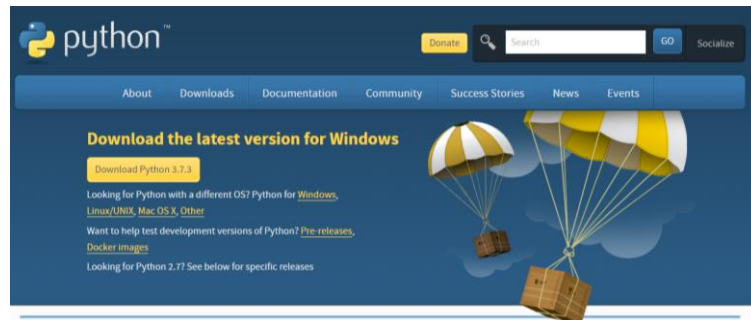 python™
Donate
Search
GO
Socialize
About Downloads Documentation Community Success Stories News Events
Download the latest version for Windows
Download Python 3.7.3
Looking for Python with a different OS? Python for Windows,
Linux/UNIX, Mac OS X, Other
Want to help test development versions of Python? Pre-releases,
Docker images
Looking for Python 2.7? See below for specific releases